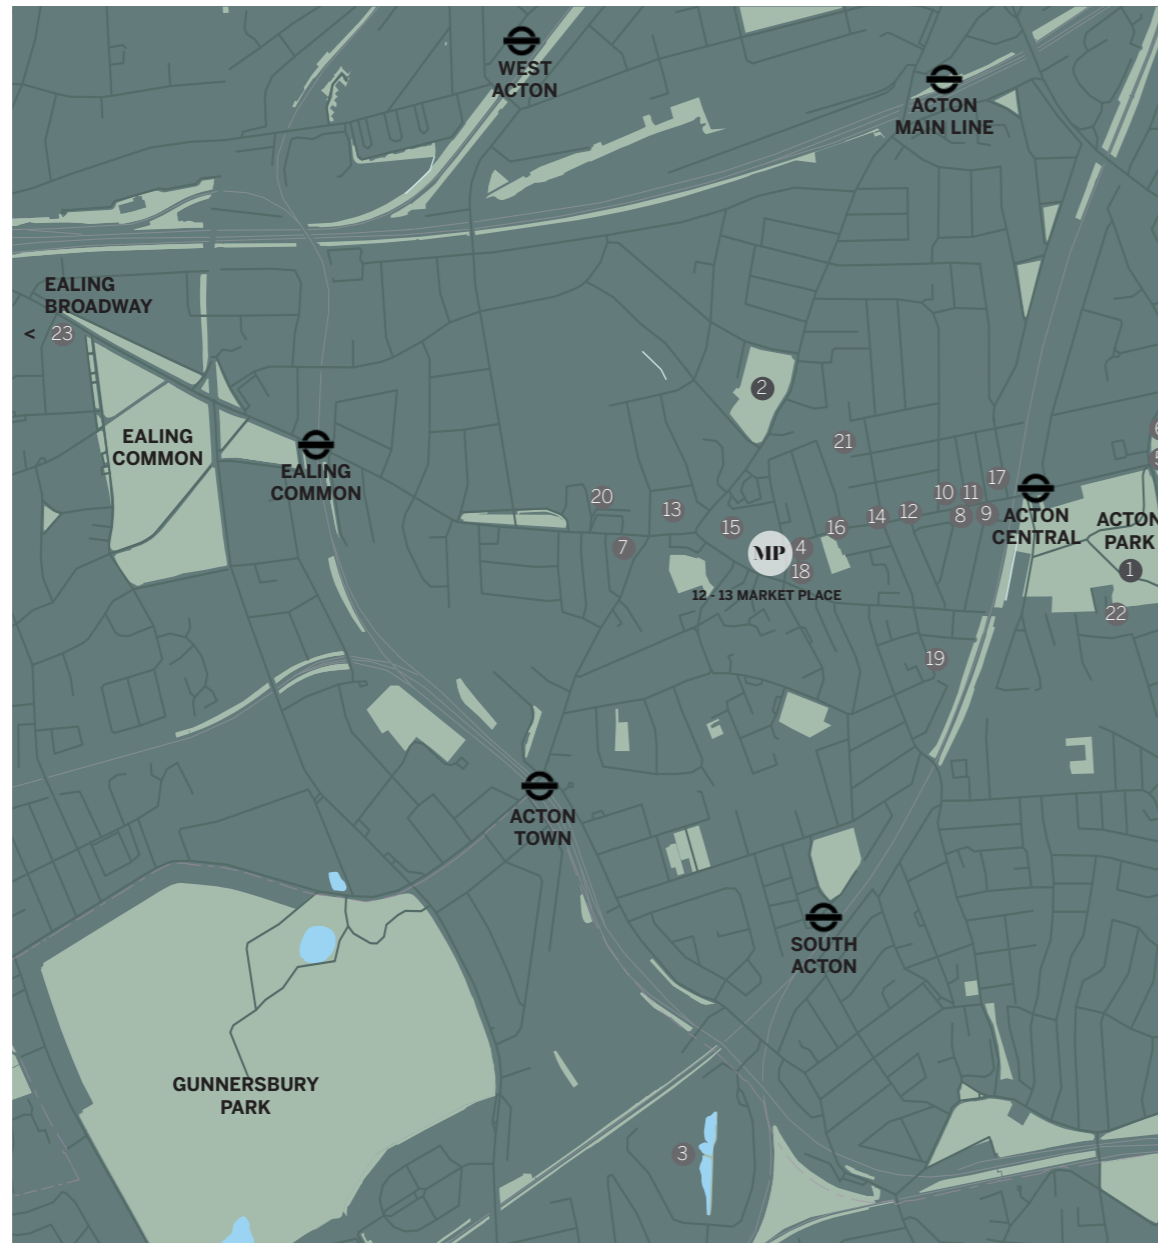 WEST
ACTON
ACTON
MAIN LINE
EALING
BROADWAY
<
23
2
EALING
COMMON
EALING
COMMON
21
6
5
17
10
11
20
13
12
14
8
9
ACTON
CENTRAL
ACTON
PARK
15
16
7
MP
4
18
1
12 - 13 MARKET PLACE
22
19
ACTON
TOWN
SOUTH
ACTON
GUNNERSBURY
PARK
3